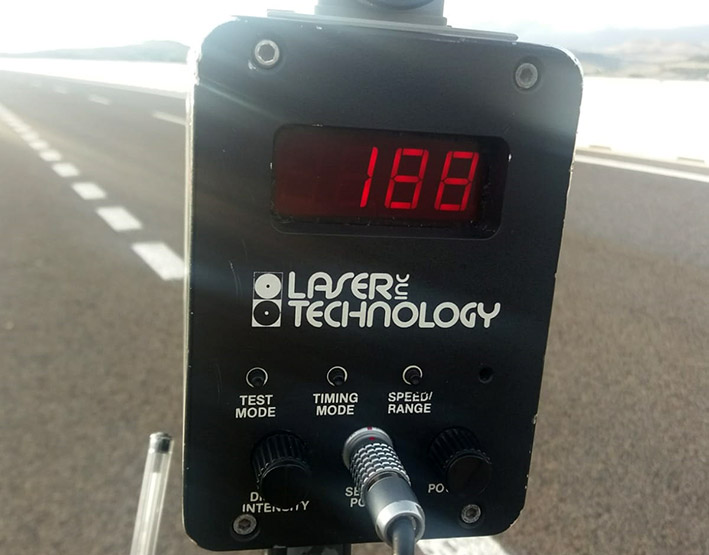 188
LASER INC
TECHNOLOGY
TEST MODE
TIMING MODE
SPEED/ RANGE
INTENSITY